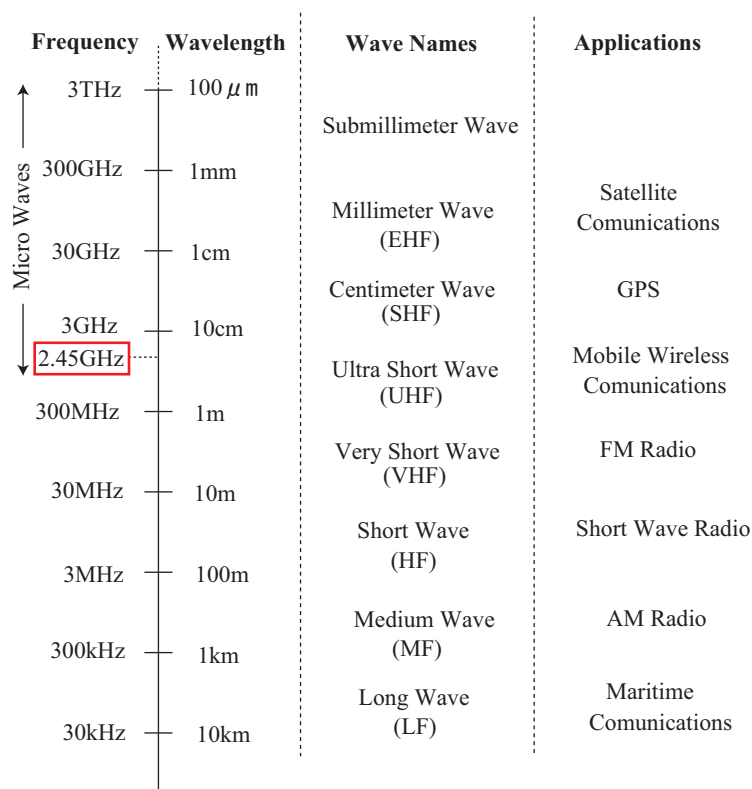 Frequency Wavelength Wave Names Applications
3THz 100μm
Submillimeter Wave
300GHz 1mm
Satellite
Comunications
Millimeter Wave
(EHF)
30GHz 1cm
Centimeter Wave
(SHF)
GPS
3GHz 10cm
2.45GHz
Mobile Wireless
Comunications
Ultra Short Wave
(UHF)
300MHz 1m
Very Short Wave
(VHF)
FM Radio
30MHz 10m
Short Wave
(HF)
Short Wave Radio
3MHz 100m
Medium Wave
(MF)
AM Radio
300kHz 1km
Long Wave
(LF)
Maritime
Comunications
30kHz 10km
Micro Waves